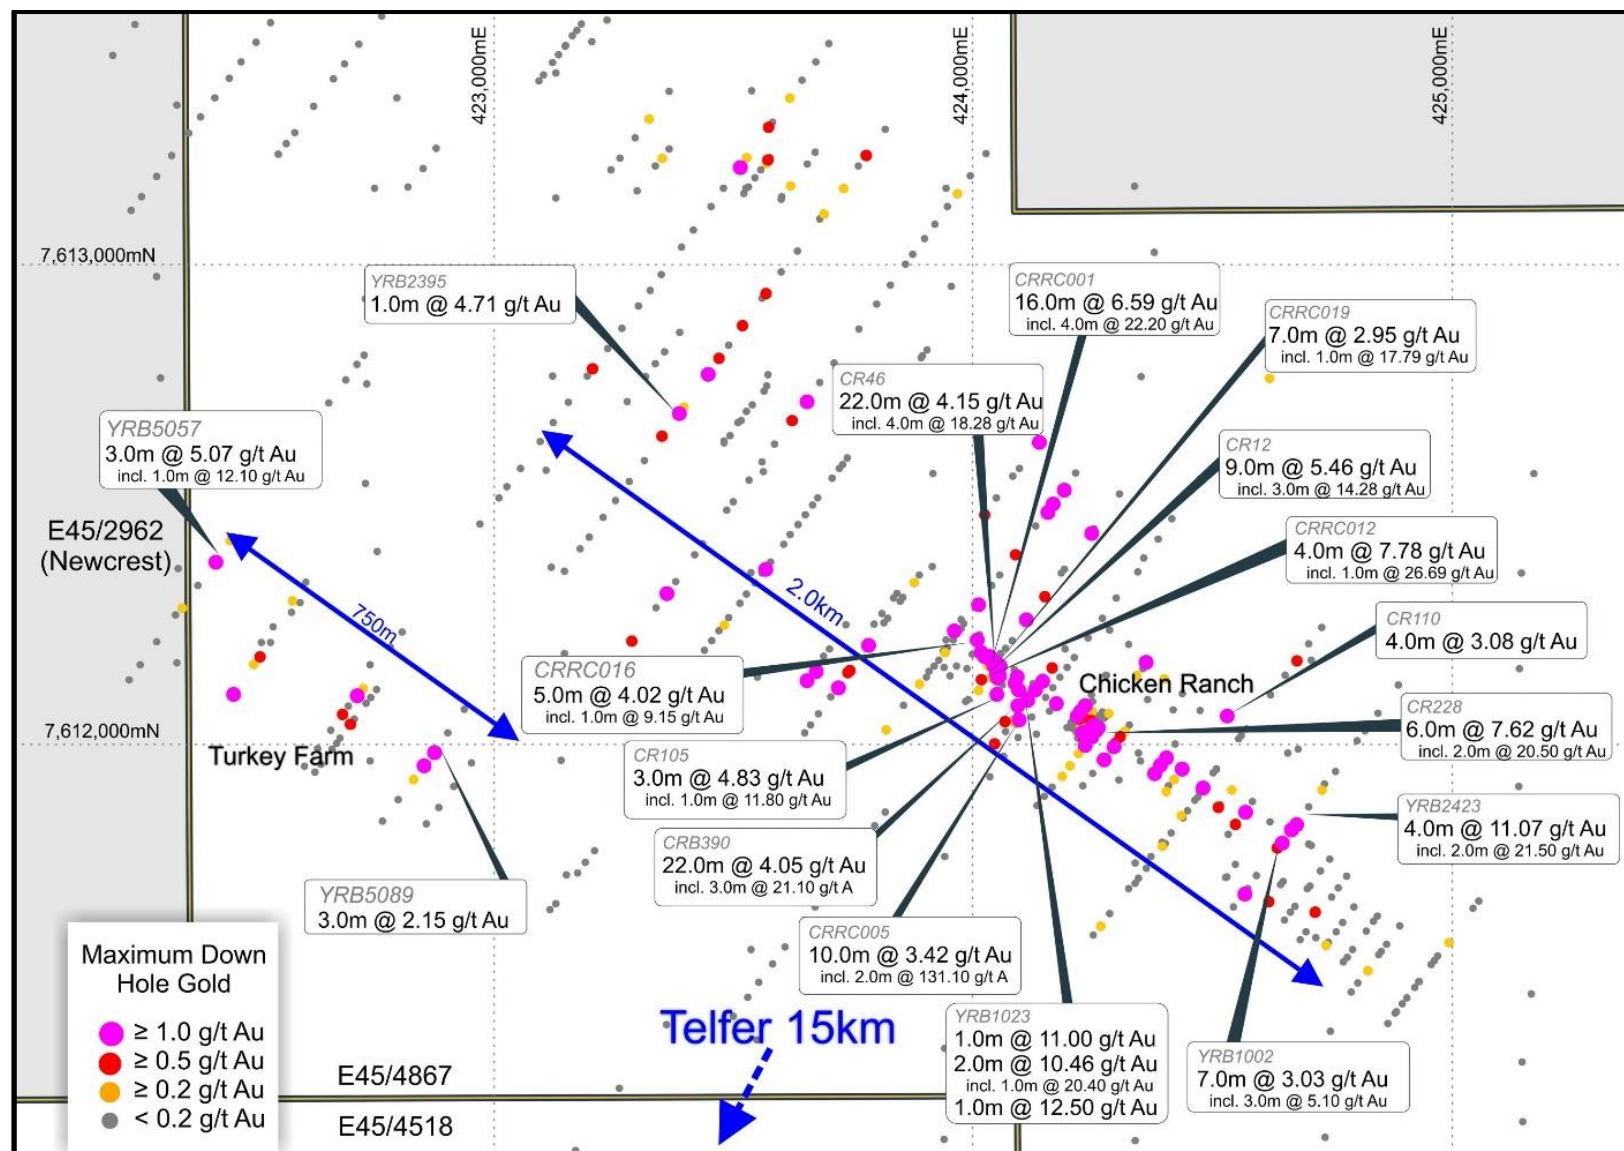 423,000mE
424,000mE
425,000mE
7,613,000mN
YRB2395
1.0m @ 4.71 g/t Au
CRRC001
16.0m @ 6.59 g/t Au
incl. 4.0m @ 22.20 g/t Au
CRRC019
7.0m @ 2.95 g/t Au
incl. 1.0m @ 17.79 g/t Au
CR46
22.0m @ 4.15 g/t Au
incl. 4.0m @ 18.28 g/t Au
YRB5057
3.0m @ 5.07 g/t Au
incl. 1.0m @ 12.10 g/t Au
CR12
9.0m @ 5.46 g/t Au
incl. 3.0m @ 14.28 g/t Au
E45/2962
(Newcrest)
CRRC012
4.0m @ 7.78 g/t Au
incl. 1.0m @ 26.69 g/t Au
750m
2.0km
CR110
4.0m @ 3.08 g/t Au
CRRC016
5.0m @ 4.02 g/t Au
incl. 1.0m @ 9.15 g/t Au
Chicken Ranch
CR228
6.0m @ 7.62 g/t Au
incl. 2.0m @ 20.50 g/t Au
7,612,000mN
Turkey Farm
CR105
3.0m @ 4.83 g/t Au
incl. 1.0m @ 11.80 g/t Au
YRB2423
4.0m @ 11.07 g/t Au
incl. 2.0m @ 21.50 g/t Au
CRB390
22.0m @ 4.05 g/t Au
incl. 3.0m @ 21.10 g/t A
YRB5089
3.0m @ 2.15 g/t Au
CRRC005
10.0m @ 3.42 g/t Au
incl. 2.0m @ 131.10 g/t A
Telfer 15km
YRB1023
1.0m @ 11.00 g/t Au
2.0m @ 10.46 g/t Au
incl. 1.0m @ 20.40 g/t Au
1.0m @ 12.50 g/t Au
YRB1002
7.0m @ 3.03 g/t Au
incl. 3.0m @ 5.10 g/t Au
Maximum Down
Hole Gold
≥ 1.0 g/t Au
≥ 0.5 g/t Au
≥ 0.2 g/t Au
< 0.2 g/t Au
E45/4867
E45/4518